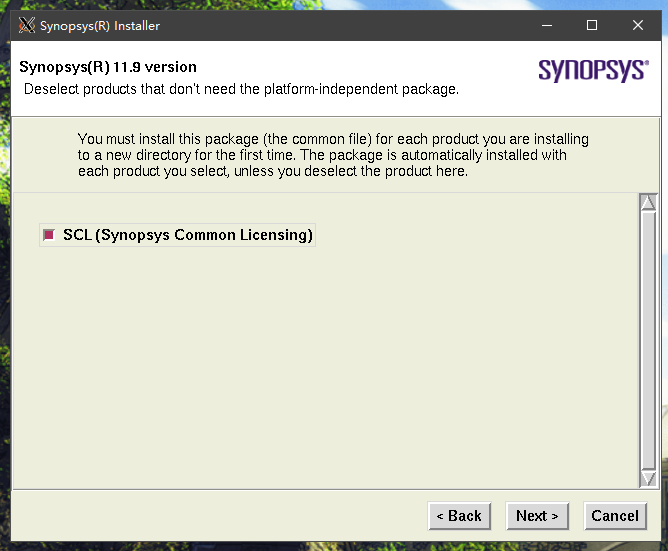 Synopsys(R) Installer
Synopsys(R) 11.9 version
Deselect products that don't need the platform-independent package.
SYNOPSYS®
You must install this package (the common file) for each product you are installing
to a new directory for the first time. The package is automatically installed with
each product you select, unless you deselect the product here.
SCL (Synopsys Common Licensing)
< Back
Next >
Cancel